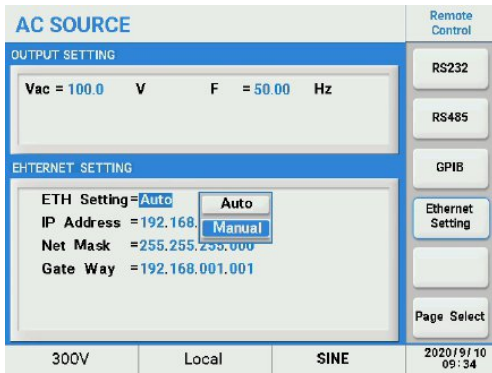 AC SOURCE
Remote
Control
OUTPUT SETTING
Vac = 100.0 V F = 50.00 Hz
RS232
RS485
EHTERNET SETTING
GPIB
ETH Setting=Auto
Auto
IP Address =192.168.
Manual
Net Mask =255.255.255.000
Gate Way =192.168.001.001
Ethernet
Setting
Page Select
300V Local SINE
2020/9/10
09:34